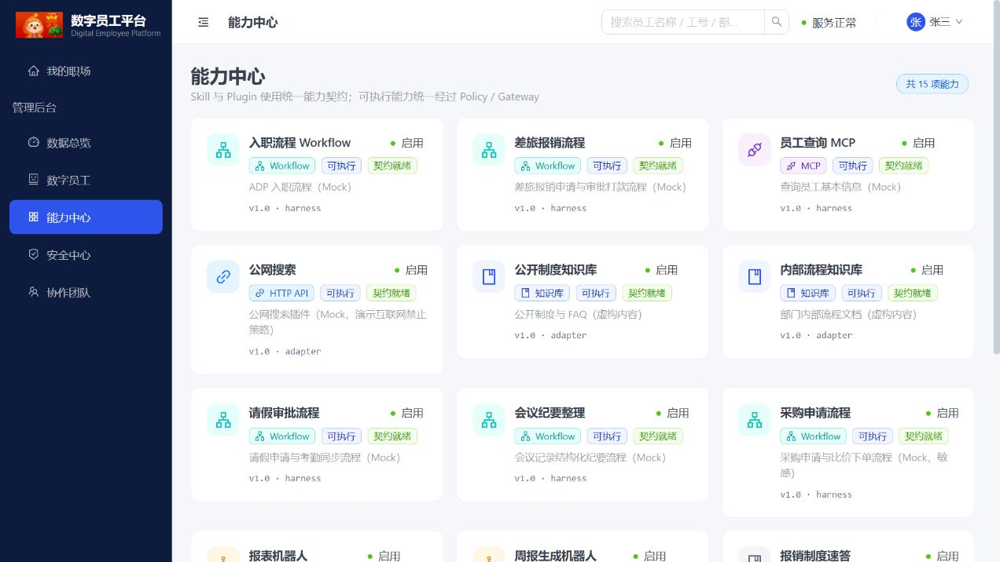 数字员工平台
Digital Employee Platform
我的职场
管理后台
数据总览
数字员工
能力中心
安全中心
协作团队
能力中心
搜索员工名称 / 工号 / 部...
服务正常
张
张三
能力中心
Skill 与 Plugin 使用统一能力契约；可执行能力统一经过 Policy / Gateway
共 15 项能力
入职流程 Workflow
启用
Workflow
可执行
契约就绪
ADP 入职流程（Mock）
v1.0 · harness
差旅报销流程
启用
Workflow
可执行
契约就绪
差旅报销申请与审批打款流程（Mock）
v1.0 · harness
员工查询 MCP
启用
MCP
可执行
契约就绪
查询员工基本信息（Mock）
v1.0 · harness
公网搜索
启用
HTTP API
可执行
契约就绪
公网搜索插件（Mock，演示互联网禁止
策略）
v1.0 · adapter
公开制度知识库
启用
知识库
可执行
契约就绪
公开制度与 FAQ（虚构内容）
v1.0 · adapter
内部流程知识库
启用
知识库
可执行
契约就绪
部门内部流程文档（虚构内容）
v1.0 · adapter
请假审批流程
启用
Workflow
可执行
契约就绪
请假申请与考勤同步流程（Mock）
v1.0 · harness
会议纪要整理
启用
Workflow
可执行
契约就绪
会议记录结构化纪要流程（Mock）
v1.0 · harness
采购申请流程
启用
Workflow
可执行
契约就绪
采购申请与比价下单流程（Mock，敏
感）
v1.0 · harness
报表机器人
启用
周报生成机器人
启用
报销制度速答
启用